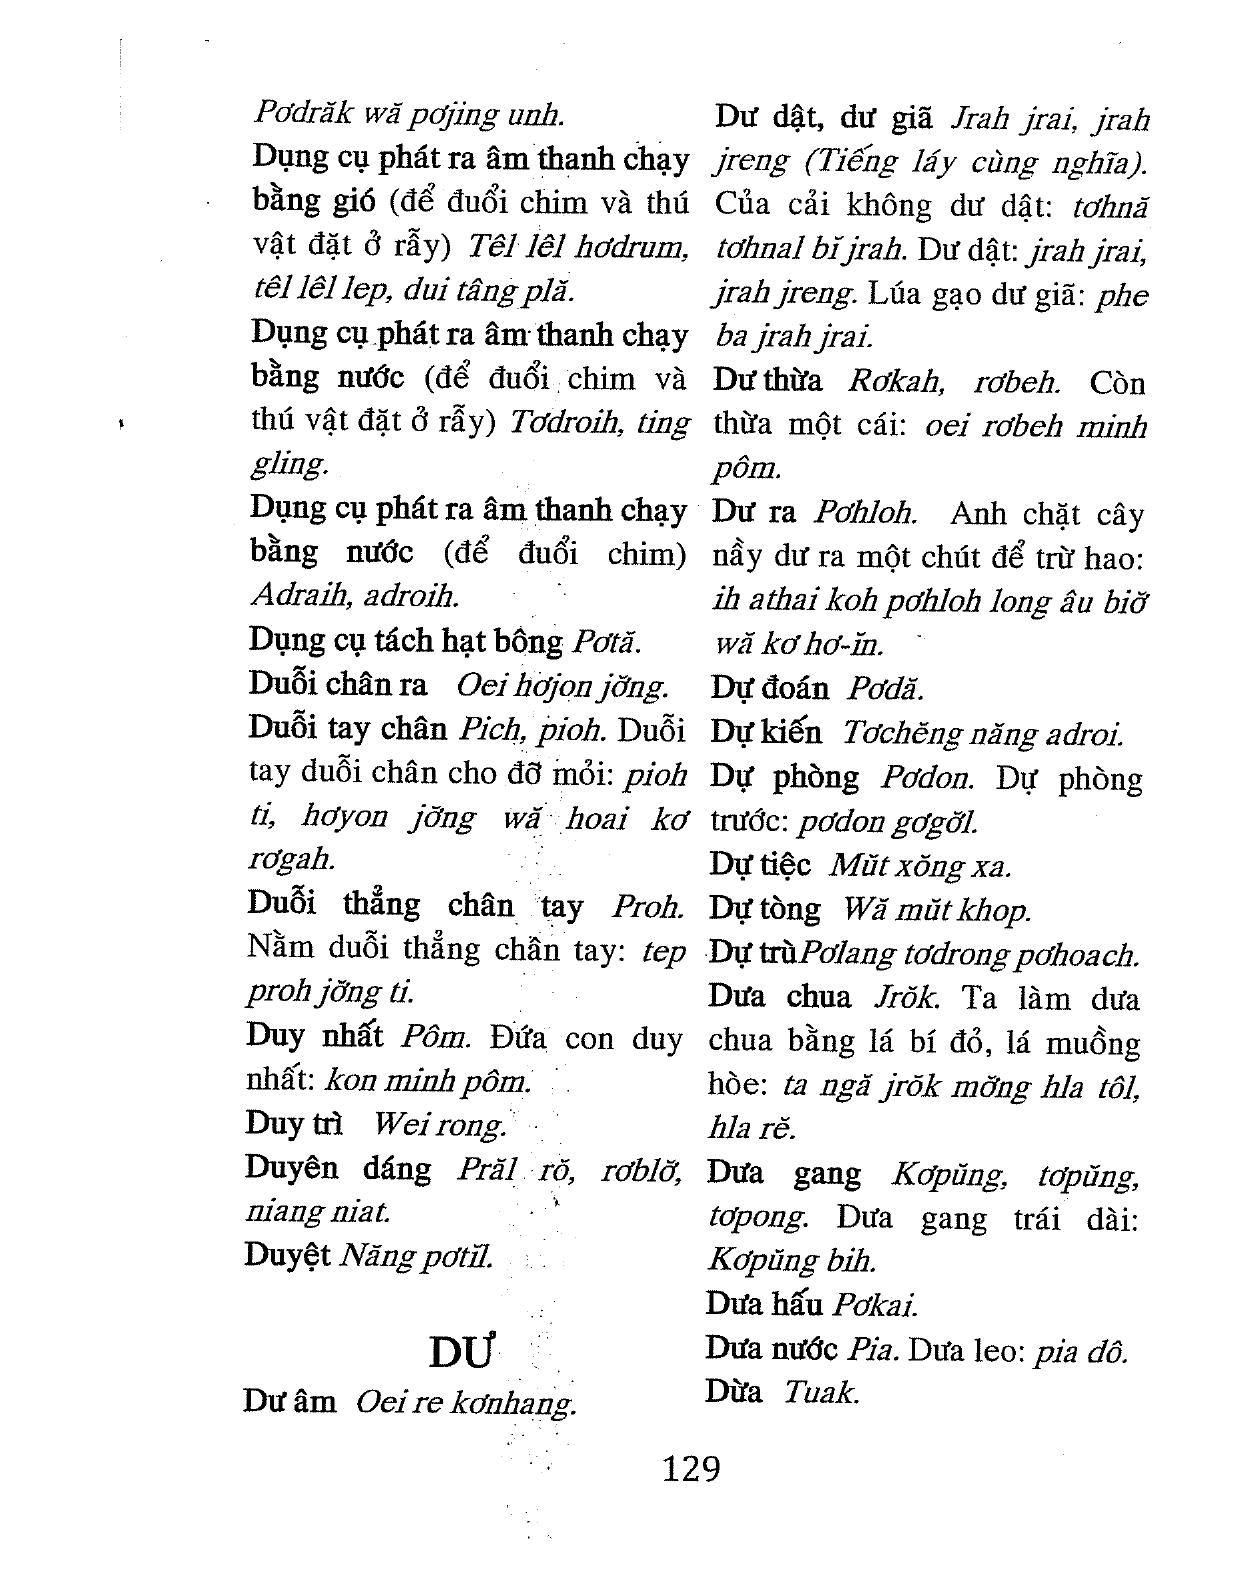 Pơdrăk wă pơjing unh.
Dụng cụ phát ra âm thanh chạy
bằng gió (để đuổi chim và thú
vật đặt ở rẫy) Têl lêl hơdrum,
têl lêl lep, dui tâng plă.
Dụng cụ phát ra âm thanh chạy
bằng nước (để đuổi chim và
thú vật đặt ở rẫy) Tơdroih, ting
gling.
Dụng cụ phát ra âm thanh chạy
bằng nước (để đuổi chim)
Adraih, adroih.
Dụng cụ tách hạt bông Pơtă.
Duỗi chân ra Oei hơjon jơ̆ng.
Duỗi tay chân Pich, pioh. Duỗi
tay duỗi chân cho đỡ mỏi: pioh
ti, hơyon jơ̆ng wă hoai kơ
rơgah.
Duỗi thẳng chân tay Proh.
Nằm duỗi thẳng chân tay: tep
proh jơ̆ng ti.
Duy nhất Pôm. Đứa con duy
nhất: kon minh pôm.
Duy trì Wei rong.
Duyên dáng Prăl rŏ, rơblơ̆,
niang niat.
Duyệt Năng pơtĭl.
DƯ
Dư âm Oei re kơnhang.
Dư dật, dư giã Jrah jrai, jrah
jreng (Tiếng láy cùng nghĩa).
Của cải không dư dật: tơhnă
tơhnal bĭ jrah. Dư dật: jrah jrai,
jrah jreng. Lúa gạo dư giã: phe
ba jrah jrai.
Dư thừa Rơkah, rơbeh. Còn
thừa một cái: oei rơbeh minh
pôm.
Dư ra Pơhloh. Anh chặt cây
nầy dư ra một chút để trừ hao:
ih athai koh pơhloh long âu biơ̆
wă kơ hơ-ĭn.
Dự đoán Pơdă.
Dự kiến Tơchĕng năng adroi.
Dự phòng Pơdon. Dự phòng
trước: pơdon gơgơ̆l.
Dự tiệc Mŭt xŏng xa.
Dự tòng Wă mŭt khop.
Dự trù Pơlang tơdrong pơhoach.
Dưa chua Jrŏk. Ta làm dưa
chua bằng lá bí đỏ, lá muồng
hòe: ta ngă jrŏk mơ̆ng hla tôl,
hla rĕ.
Dưa gang Kơpŭng, tơpŭng,
tơpong. Dưa gang trái dài:
Kơpŭng bih.
Dưa hấu Pơkai.
Dưa nước Pia. Dưa leo: pia dô.
Dừa Tuak.
129